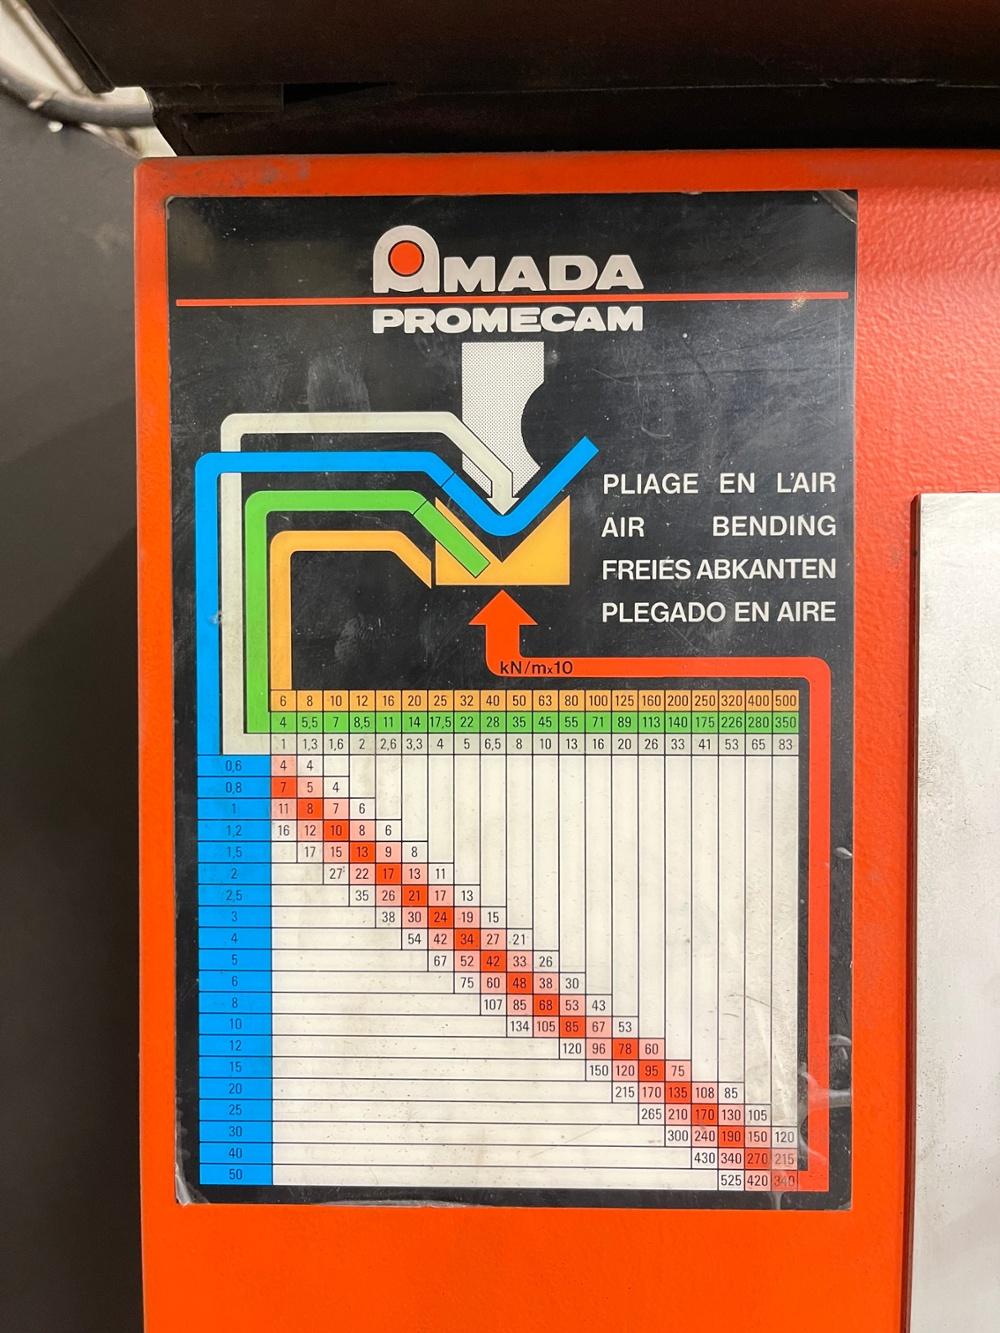 AMADA
PROMECAM
PLIAGE EN L'AIR
AIR BENDING
FREIES ABKANTEN
PLEGADO EN AIRE
kN/mx10
6 8 10 12 16 20 25 32 40 50 63 80 100 125 160 200 250 320 400 500
4 5,5 7 8,5 11 14 17,5 22 28 35 45 55 71 89 113 140 175 226 280 350
1 1,3 1,6 2 2,6 3,3 4 5 6,5 8 10 13 16 20 26 33 41 53 65 83
0,6 4 4
0,8 7 5 4
1 11 8 7 6
1,2 16 12 10 8 6
1,5 17 15 13 9 8
2 27 22 17 13 11
2,5 35 26 21 17 13
3 38 30 24 19 15
4 54 42 34 27 21
5 67 52 42 33 26
6 75 60 48 38 30
8 107 85 68 53 43
10 134 105 85 67 53
12 120 96 78 60
15 150 120 95 75
20 215 170 135 108 85
25 265 210 170 130 105
30 300 240 190 150 120
40 430 340 270 215
50 525 420 340